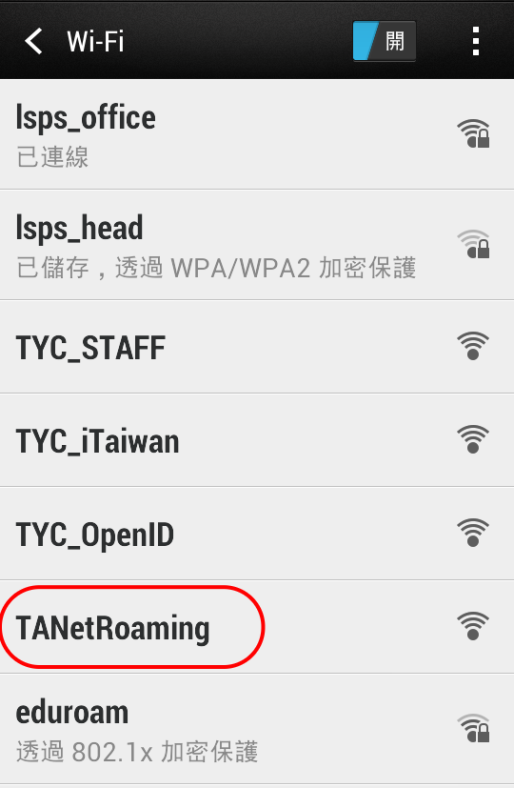 Wi-Fi
開
lsps_office
已連線
lsps_head
已儲存，透過 WPA/WPA2 加密保護
TYC_STAFF
TYC_iTaiwan
TYC_OpenID
TANetRoaming
eduroam
透過 802.1x 加密保護